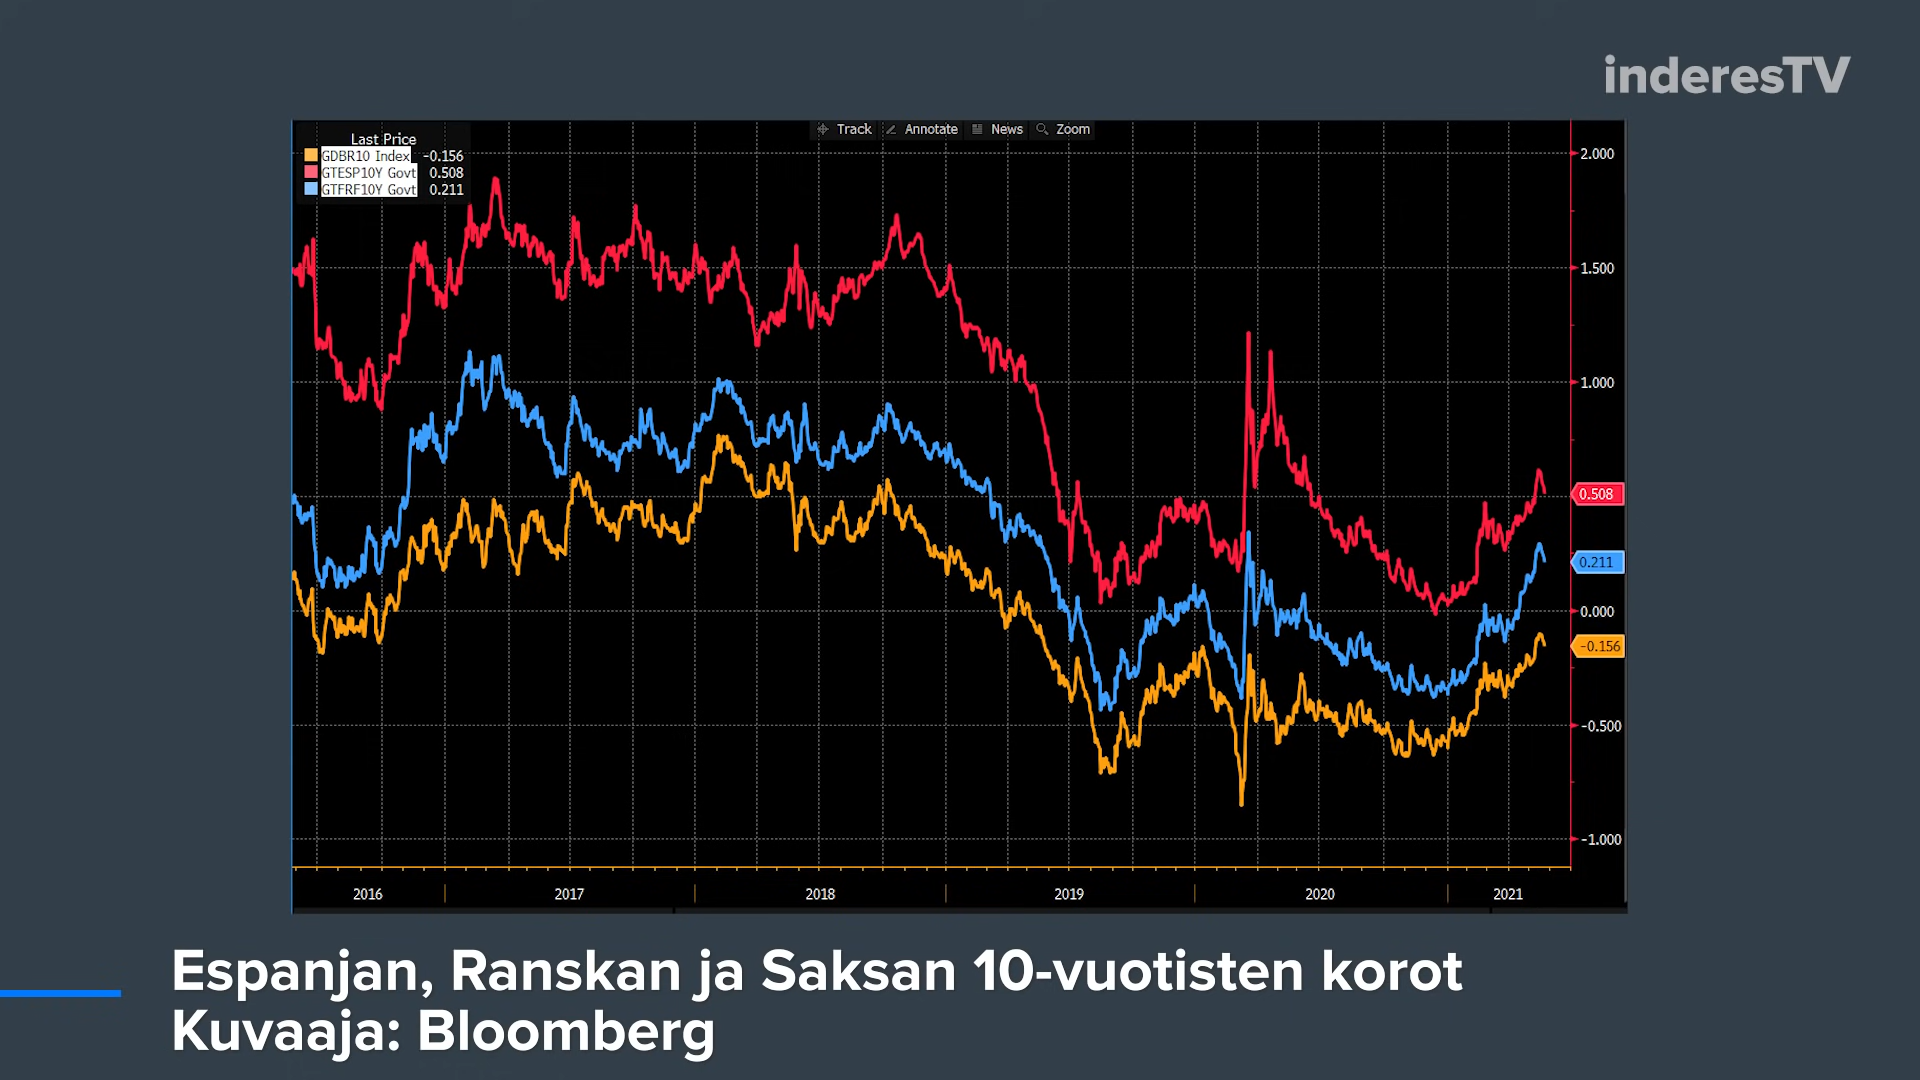 inderesTV
Track Annotate News Zoom
Last Price
GDBR10 Index -0.156
GTESP10Y Govt 0.508
GTFRF10Y Govt 0.211
2.000
1.500
1.000
0.508
0.211
0.000
-0.156
-0.500
-1.000
2016 2017 2018 2019 2020 2021
Espanjan, Ranskan ja Saksan 10-vuotisten korot
Kuvaaja: Bloomberg